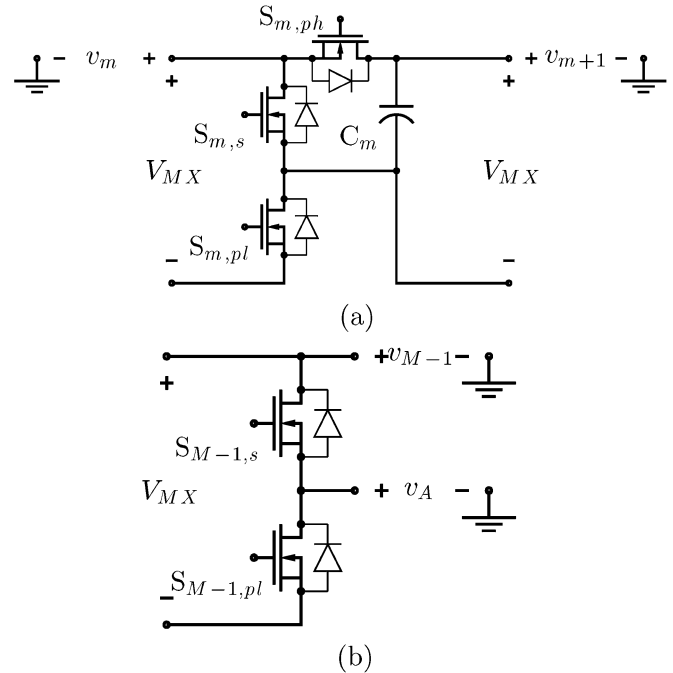 S_{m,ph}
− v_m + + v_{m+1} −
+ +
S_{m,s} C_m
V_{MX} V_{MX}
S_{m,pl}
− −
(a)
+ v_{M−1} −
+
S_{M−1,s}
V_{MX} + v_A −
S_{M−1,pl}
−
(b)